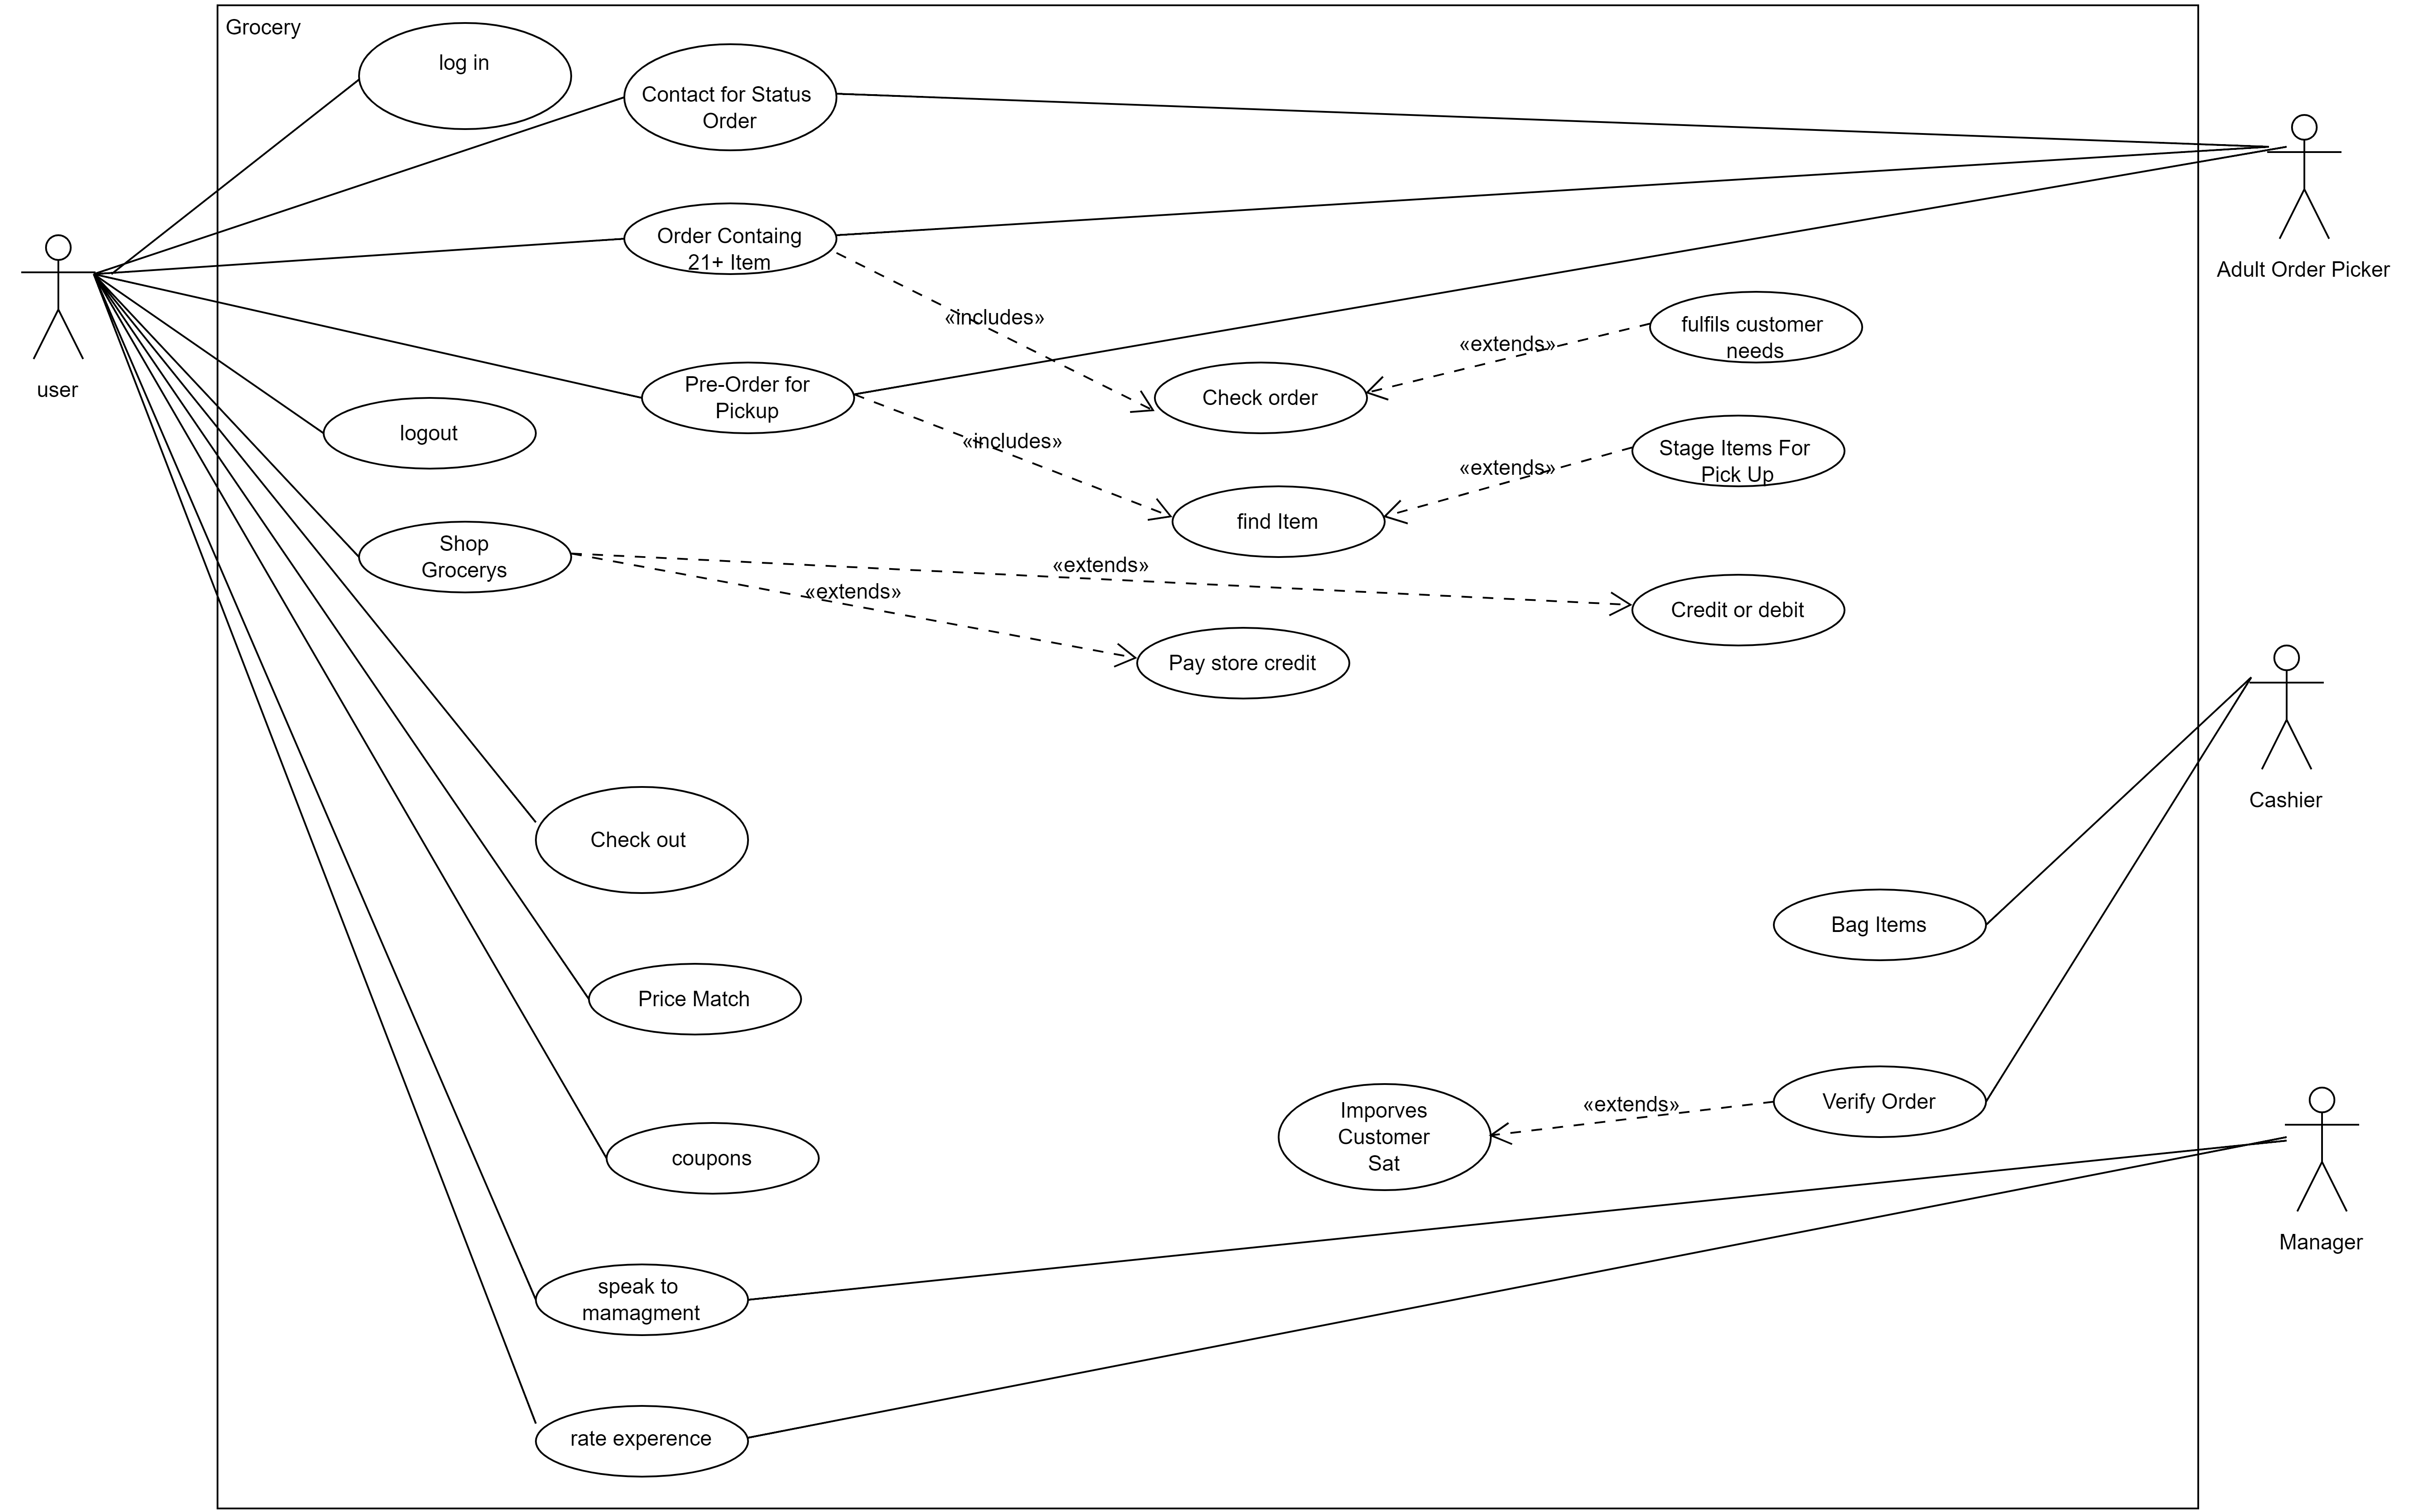 Grocery
log in
Contact for Status
Order
Order Containg
21+ Item
Adult Order Picker
«includes»
fulfils customer
needs
«extends»
user
Pre-Order for
Pickup
Check order
logout
«includes»
Stage Items For
Pick Up
«extends»
find Item
Shop
Grocerys
«extends»
«extends»
Credit or debit
Pay store credit
Cashier
Check out
Bag Items
Price Match
Verify Order
«extends»
Imporves
Customer
Sat
coupons
Manager
speak to
mamagment
rate experence